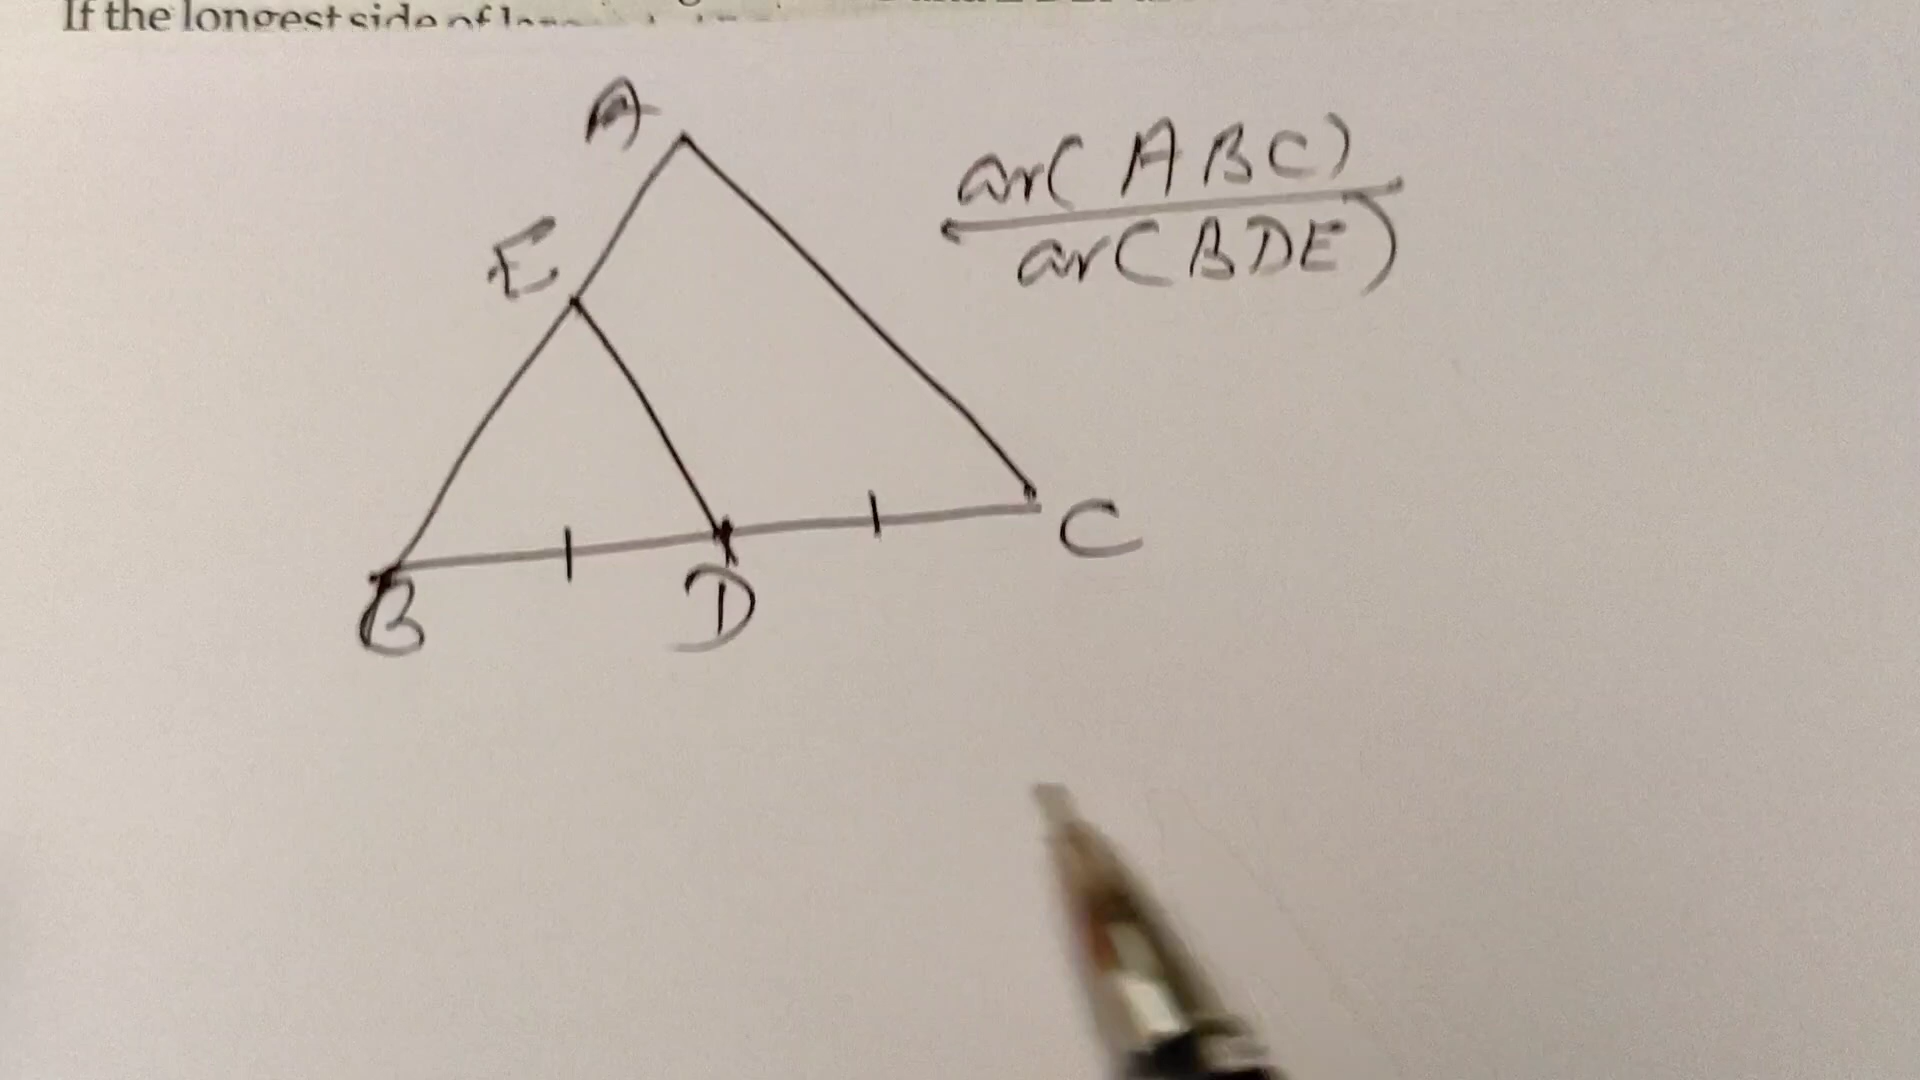 If the longest side of
A
ar(ABC)
E
ar(BDE)
C
B
D